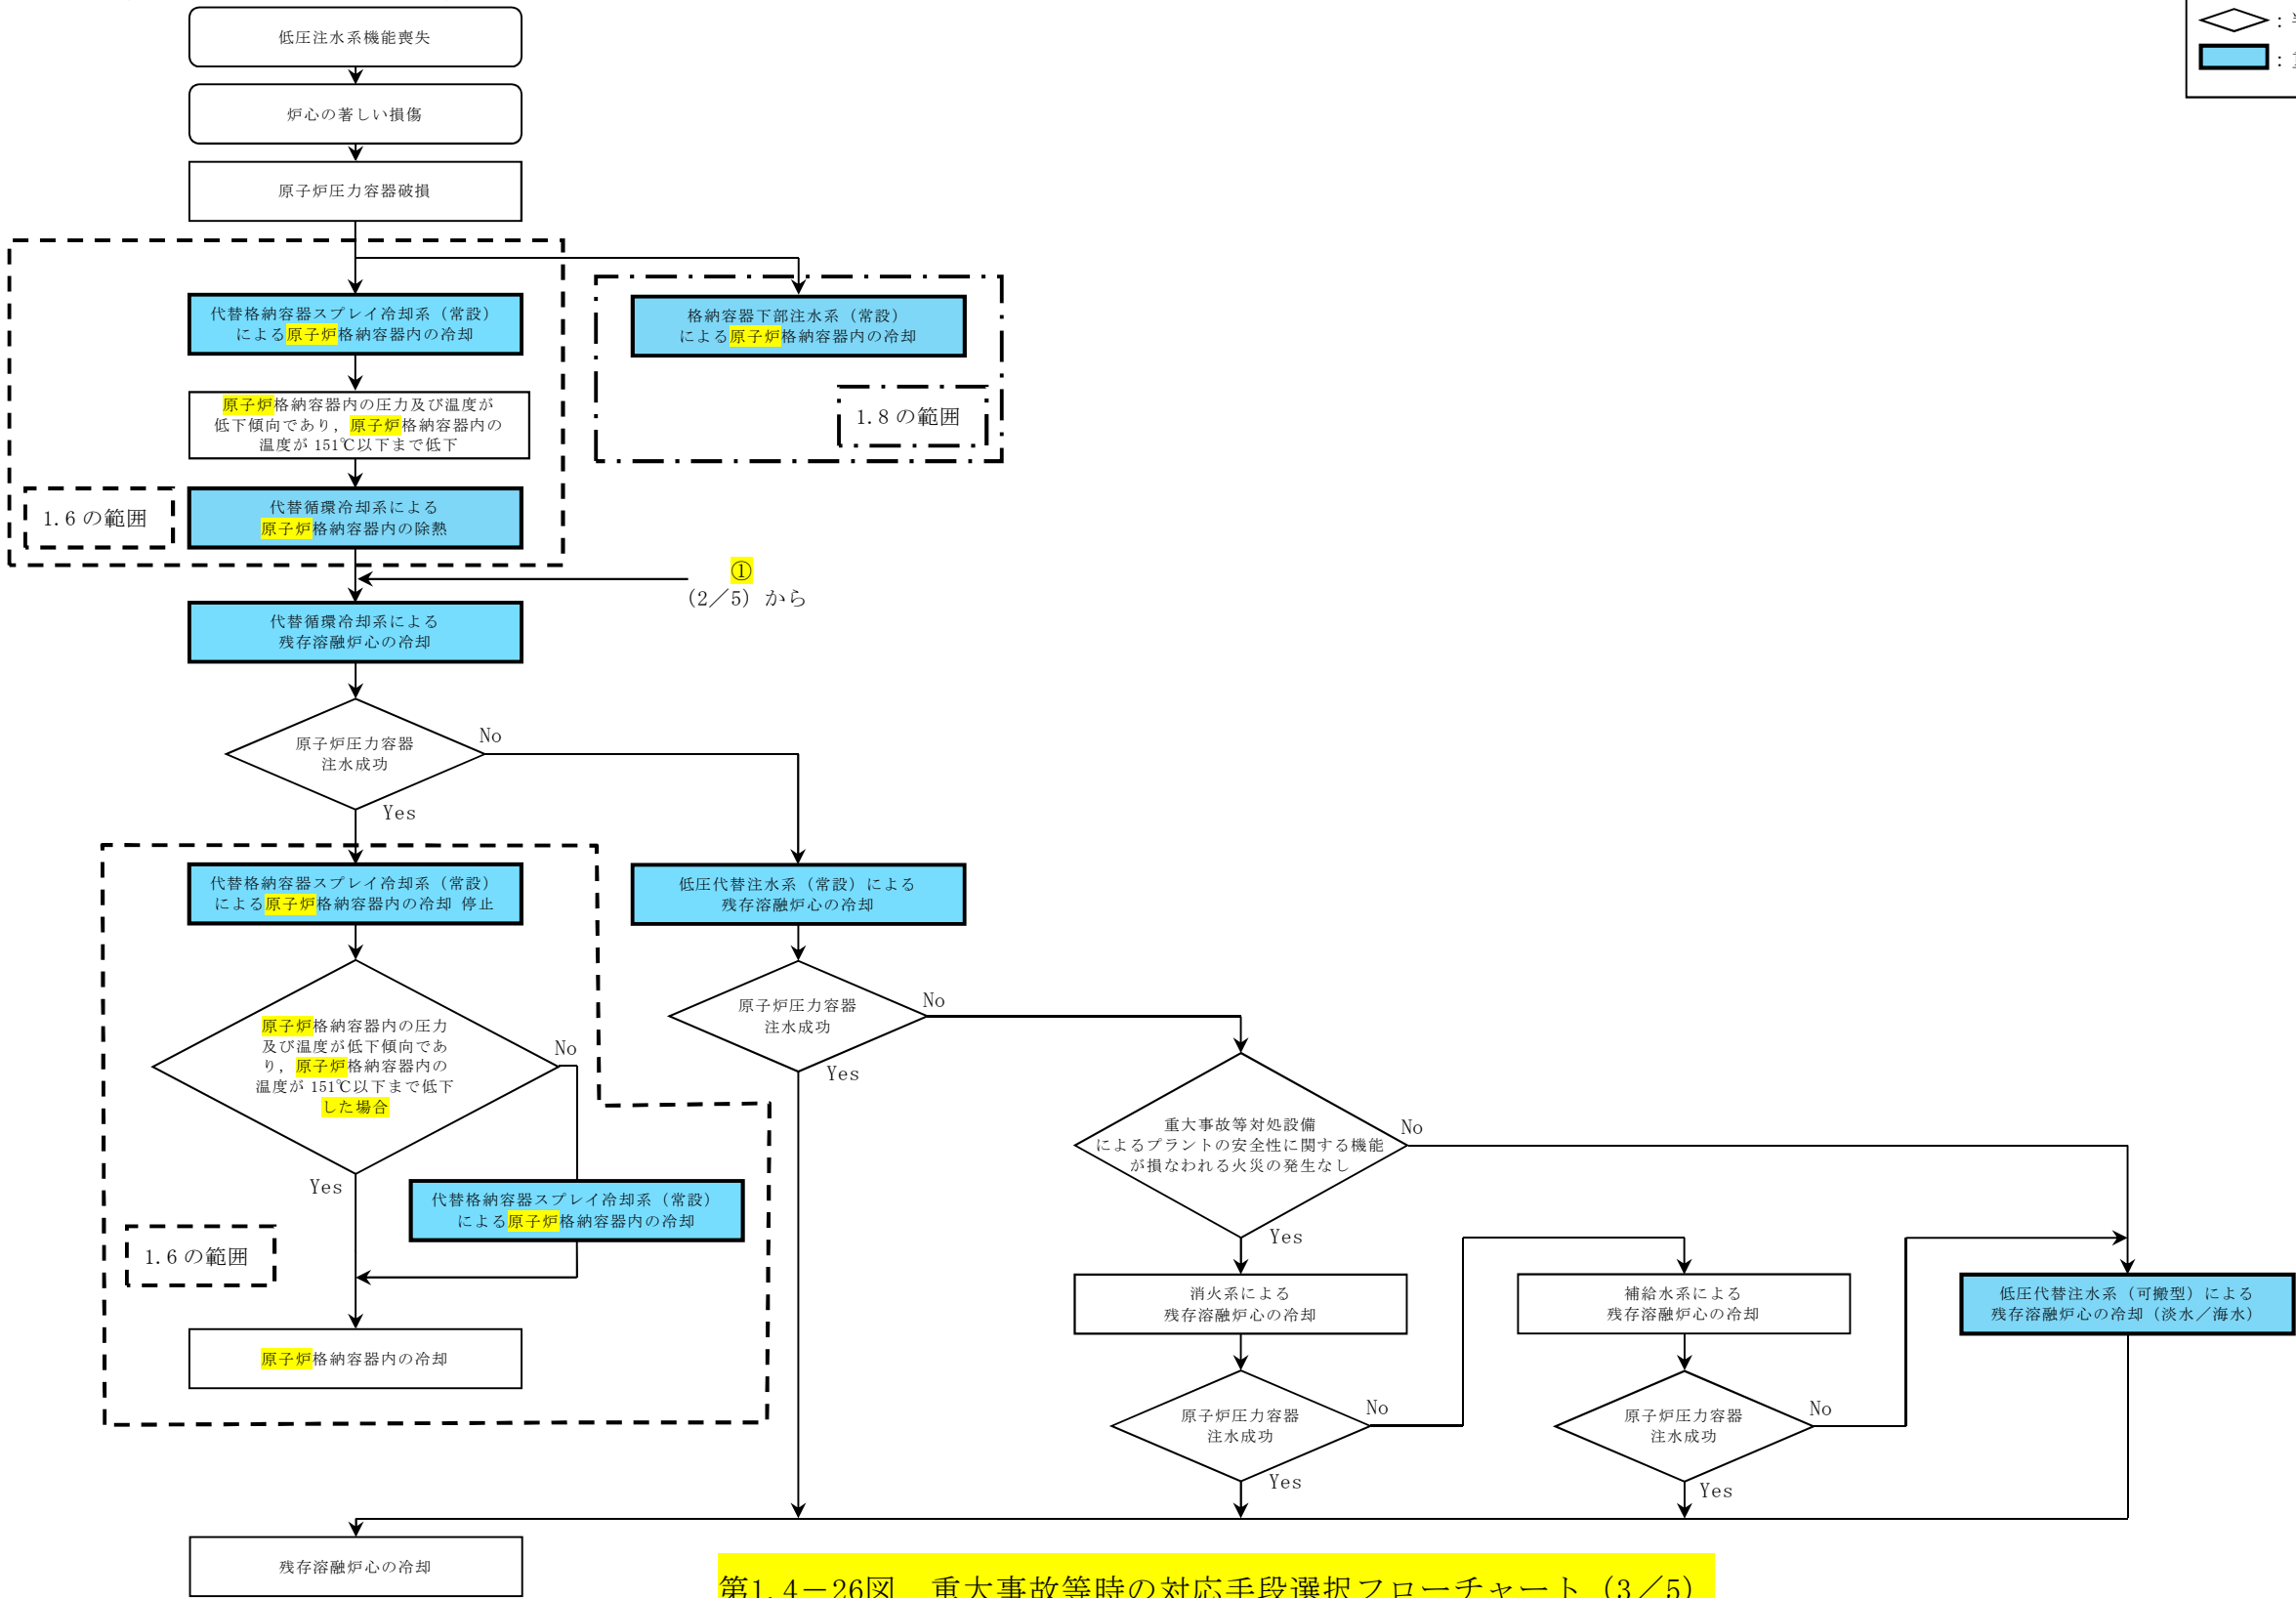 低圧注水系機能喪失
炉心の著しい損傷
原子炉圧力容器破損
代替格納容器スプレイ冷却系（常設）
による原子炉格納容器内の冷却
格納容器下部注水系（常設）
による原子炉格納容器内の冷却
1.8の範囲
原子炉格納容器内の圧力及び温度が
低下傾向であり，原子炉格納容器内の
温度が151℃以下まで低下
1.6の範囲
代替循環冷却系による
原子炉格納容器内の除熱
①
（2／5）から
代替循環冷却系による
残存溶融炉心の冷却
原子炉圧力容器
注水成功
No
Yes
代替格納容器スプレイ冷却系（常設）
による原子炉格納容器内の冷却 停止
低圧代替注水系（常設）による
残存溶融炉心の冷却
原子炉格納容器内の圧力
及び温度が低下傾向であ
り，原子炉格納容器内の
温度が151℃以下まで低下
した場合
No
Yes
原子炉圧力容器
注水成功
No
Yes
代替格納容器スプレイ冷却系（常設）
による原子炉格納容器内の冷却
1.6の範囲
原子炉格納容器内の冷却
重大事故等対処設備
によるプラントの安全性に関する機能
が損なわれる火災の発生なし
No
Yes
消火系による
残存溶融炉心の冷却
補給水系による
残存溶融炉心の冷却
低圧代替注水系（可搬型）による
残存溶融炉心の冷却（淡水／海水）
原子炉圧力容器
注水成功
No
Yes
原子炉圧力容器
注水成功
No
Yes
残存溶融炉心の冷却
第1.4－26図　重大事故等時の対応手段選択フローチャート（3／5）